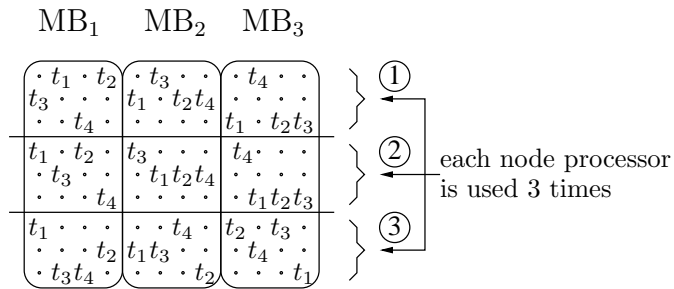 MB₁ MB₂ MB₃
· t₁ · t₂ · t₃ · · · t₄ · · ①
t₃ · · · t₁ · t₂ t₄ · · · ·
· · t₄ · · · · · t₁ · t₂ t₃
t₁ · t₂ · t₃ · · · t₄ · · · ②
· t₃ · · · t₁ t₂ t₄ · · · ·
· · · t₄ · · · · · t₁ t₂ t₃
each node processor
is used 3 times
t₁ · · · · · t₄ · t₂ · t₃ · ③
· · · t₂ t₁ t₃ · · · t₄ · ·
· t₃ t₄ · · · · t₂ · · · t₁